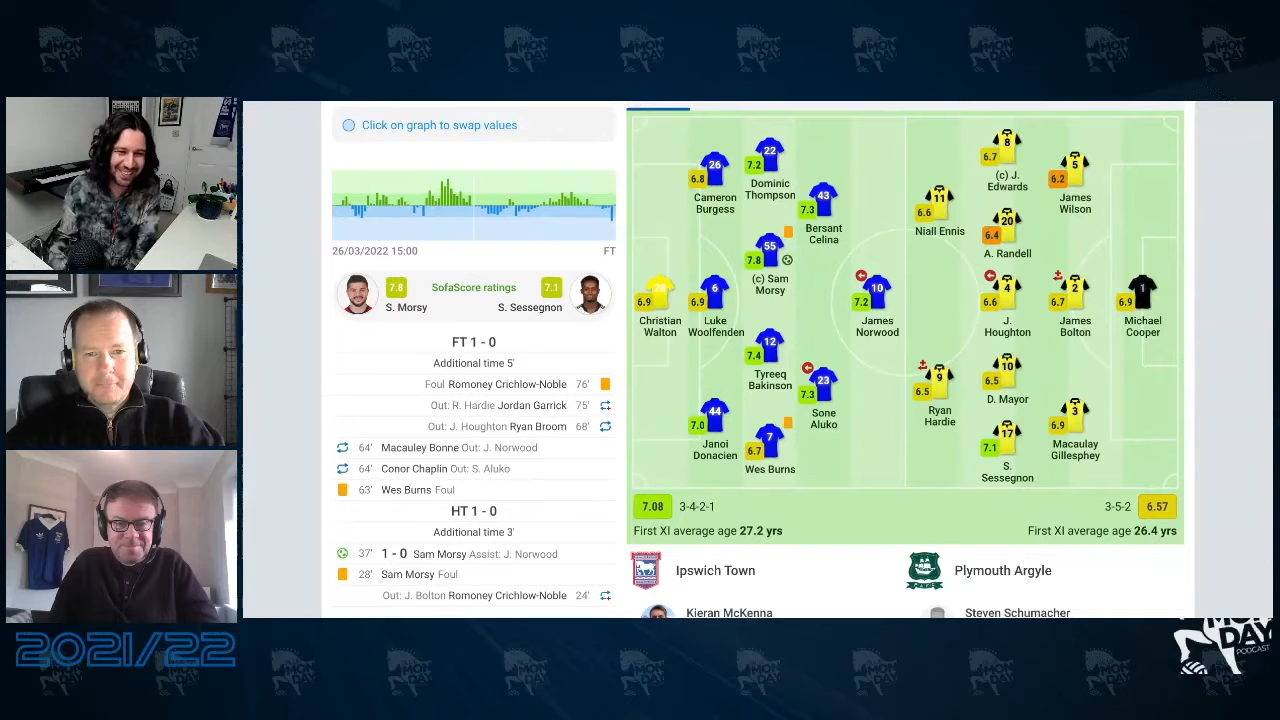 Click on graph to swap values
26/03/2022 15:00
FT
7.8
SofaScore ratings
7.1
S. Morsy
S. Sessegnon
FT 1 - 0
Additional time 5'
Foul Romoney Crichlow-Noble 76'
Out: R. Hardie Jordan Garrick 75'
Out: J. Houghton Ryan Broom 68'
64' Macauley Bonne Out: J. Norwood
64' Conor Chaplin Out: S. Aluko
63' Wes Burns Foul
HT 1 - 0
Additional time 3'
37' 1 - 0 Sam Morsy Assist: J. Norwood
28' Sam Morsy Foul
Out: J. Bolton Romoney Crichlow-Noble 24'
6.9
Christian
Walton
26
6.8
Cameron
Burgess
6
6.9
Luke
Woolfenden
44
7.0
Janoi
Donacien
22
7.2
Dominic
Thompson
55
7.8
(c) Sam
Morsy
12
7.4
Tyreeq
Bakinson
7
6.7
Wes Burns
43
7.3
Bersant
Celina
23
7.3
Sone
Aluko
10
7.2
James
Norwood
11
6.6
Niall Ennis
9
6.5
Ryan
Hardie
8
6.7
(c) J.
Edwards
20
6.4
A. Randell
4
6.6
J.
Houghton
10
6.5
D. Mayor
17
7.1
S.
Sessegnon
5
6.2
James
Wilson
2
6.7
James
Bolton
3
6.9
Macaulay
Gillesphey
1
6.9
Michael
Cooper
7.08
3-4-2-1
3-5-2
6.57
First XI average age 27.2 yrs
First XI average age 26.4 yrs
Ipswich Town
Plymouth Argyle
Kieran McKenna
Steven Schumacher
2021/22
MON
DAY
PODCAST